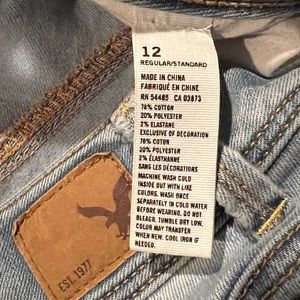 12
REGULAR/STANDARD
MADE IN CHINA
FABRIQUÉ EN CHINE
RN 54485 CA 03873
78% COTTON
20% POLYESTER
2% ELASTANE
EXCLUSIVE OF DECORATION
78% COTON
20% POLYESTER
2% ÉLASTHANNE
SANS LES DÉCORATIONS
MACHINE WASH COLD
INSIDE OUT WITH LIKE
COLORS. WASH ONCE
SEPARATELY IN COLD WATER
BEFORE WEARING. DO NOT
BLEACH. TUMBLE DRY LOW.
COLOR MAY TRANSFER
WHEN NEW. COOL IRON IF
NEEDED.
EST. 1977